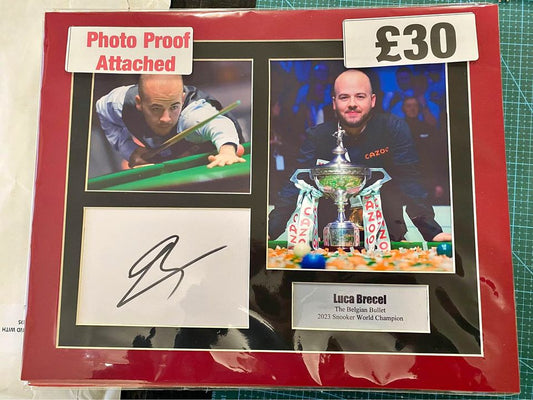 Photo Proof
Attached
£30
CAZOO
CAZOO
CAZOO
Luca Brecel
The Belgian Bullet
2023 Snooker World Champion